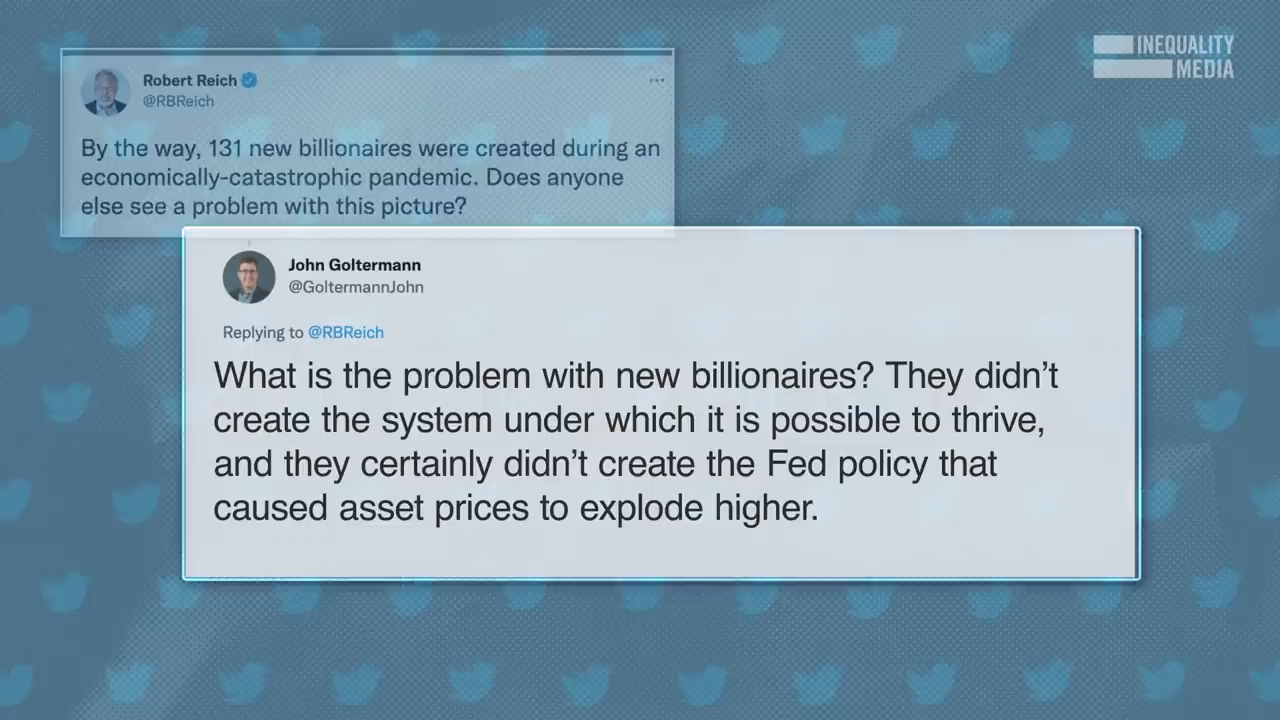 INEQUALITY
MEDIA
Robert Reich
@RBReich
By the way, 131 new billionaires were created during an
economically-catastrophic pandemic. Does anyone
else see a problem with this picture?
John Goltermann
@GoltermannJohn
Replying to @RBReich
What is the problem with new billionaires? They didn’t
create the system under which it is possible to thrive,
and they certainly didn’t create the Fed policy that
caused asset prices to explode higher.